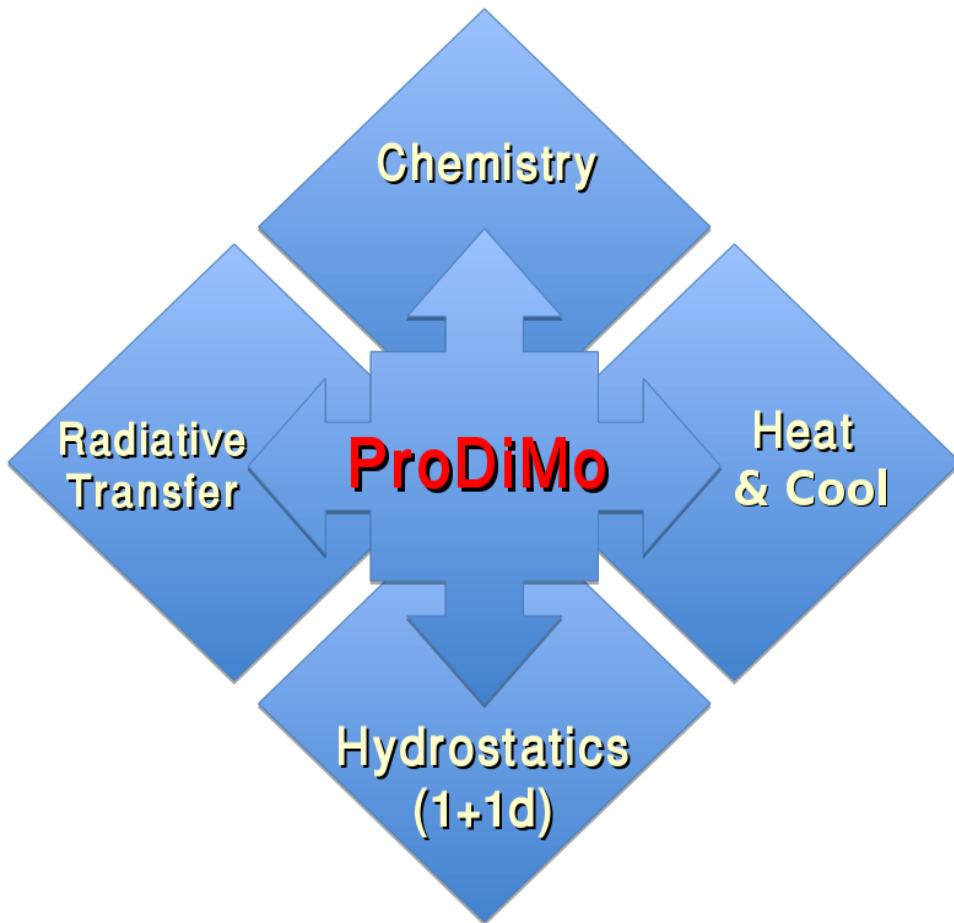 Chemistry
Radiative
Transfer
ProDiMo
Heat
& Cool
Hydrostatics
(1+1d)